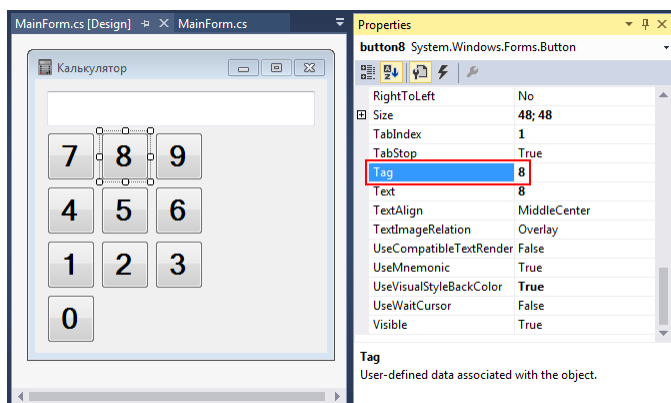 MainForm.cs [Design]
MainForm.cs
Калькулятор
7 8 9
4 5 6
1 2 3
0
Properties
button8 System.Windows.Forms.Button
RightToLeft No
Size 48; 48
TabIndex 1
TabStop True
Tag 8
Text 8
TextAlign MiddleCenter
TextImageRelation Overlay
UseCompatibleTextRender False
UseMnemonic True
UseVisualStyleBackColor True
UseWaitCursor False
Visible True
Tag
User-defined data associated with the object.